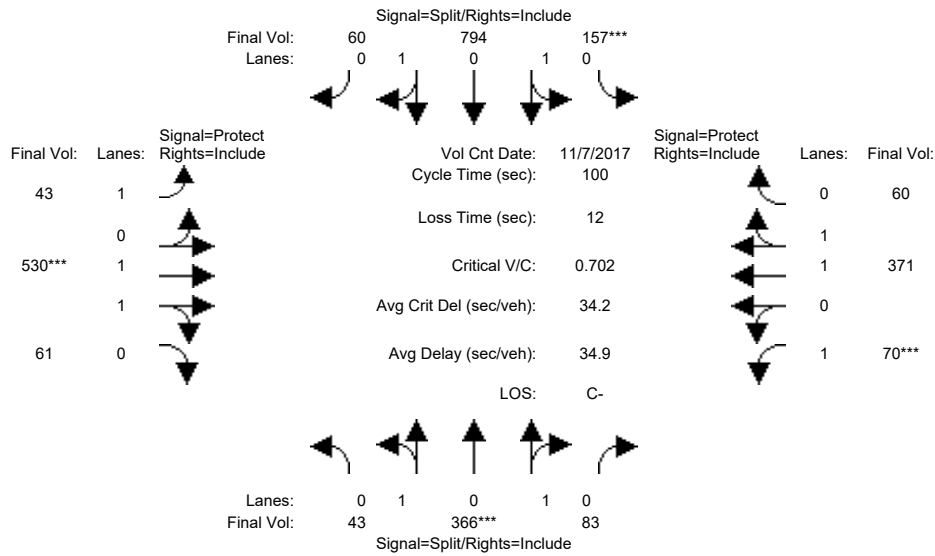 Signal=Split/Rights=Include
Final Vol: 60 794 157***
Lanes: 0 1 0 1 0
Signal=Protect
Final Vol: Lanes: Rights=Include
Vol Cnt Date: 11/7/2017
Signal=Protect
Rights=Include Lanes: Final Vol:
Cycle Time (sec): 100
43 1
0 60
Loss Time (sec): 12
0
1
530*** 1
Critical V/C: 0.702
1 371
1
Avg Crit Del (sec/veh): 34.2
0
61 0
Avg Delay (sec/veh): 34.9
1 70***
LOS: C-
Lanes: 0 1 0 1 0
Final Vol: 43 366*** 83
Signal=Split/Rights=Include